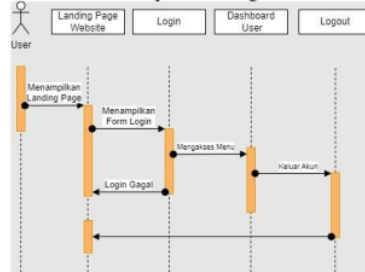 Landing Page
Website
Login
Dashboard
User
Logout
User
Menampilkan
Landing Page
Menampilkan
Form Login
Mengakses Menu
Keluar Akun
Login Gagal